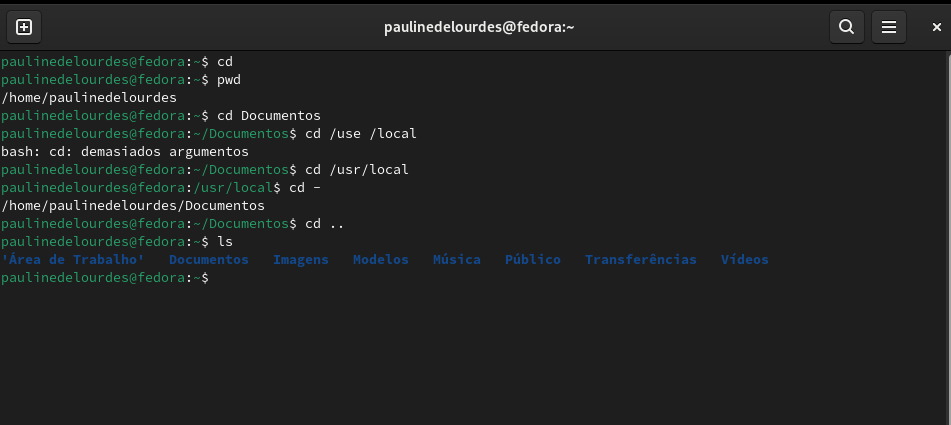 paulinedelourdes@fedora:~
paulinedelourdes@fedora:~$ cd
paulinedelourdes@fedora:~$ pwd
/home/paulinedelourdes
paulinedelourdes@fedora:~$ cd Documentos
paulinedelourdes@fedora:~/Documentos$ cd /use /local
bash: cd: demasiados argumentos
paulinedelourdes@fedora:~/Documentos$ cd /usr/local
paulinedelourdes@fedora:/usr/local$ cd -
/home/paulinedelourdes/Documentos
paulinedelourdes@fedora:~/Documentos$ cd ..
paulinedelourdes@fedora:~$ ls
'Área de Trabalho'   Documentos   Imagens   Modelos   Música   Público   Transferências   Vídeos
paulinedelourdes@fedora:~$